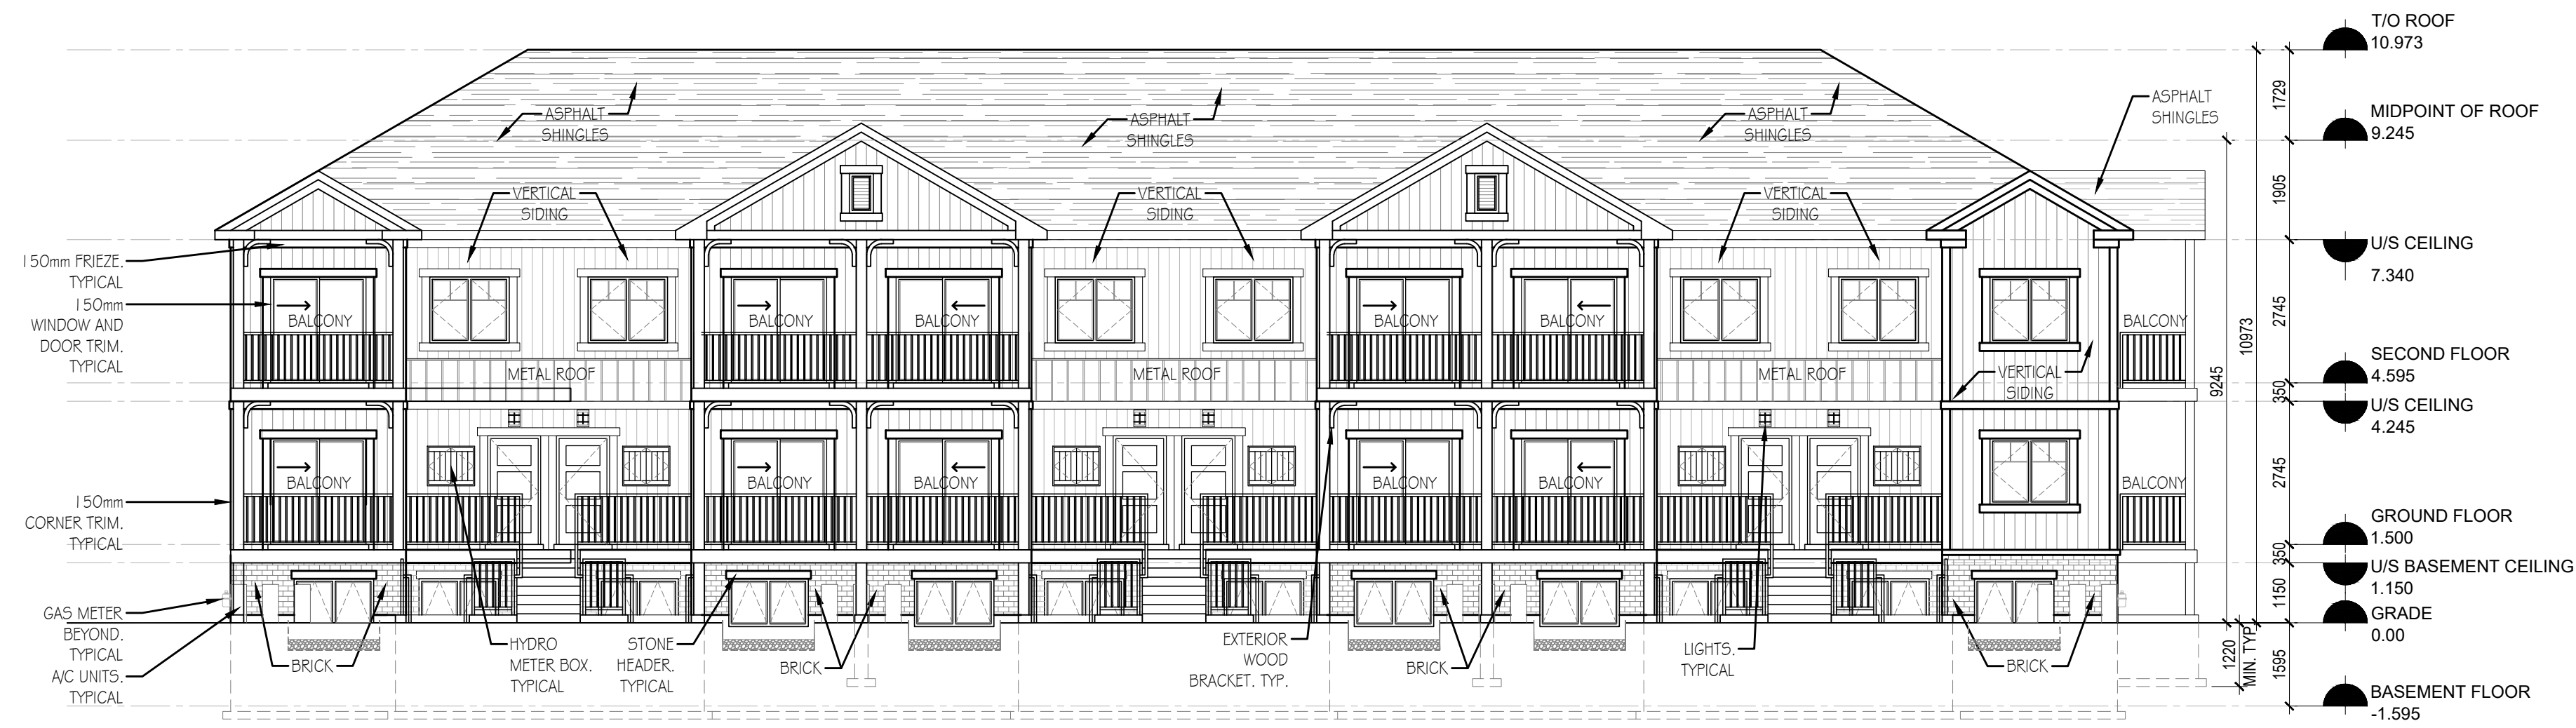 T/O ROOF
10.973
MIDPOINT OF ROOF
9.245
U/S CEILING
7.340
SECOND FLOOR
4.595
U/S CEILING
4.245
GROUND FLOOR
1.500
U/S BASEMENT CEILING
1.150
GRADE
0.00
BASEMENT FLOOR
-1.595
1729
1905
2745
350
2745
350
1150
1595
10973
9245
1220
MIN. TYP
ASPHALT
SHINGLES
ASPHALT
SHINGLES
ASPHALT
SHINGLES
ASPHALT
SHINGLES
VERTICAL
SIDING
VERTICAL
SIDING
VERTICAL
SIDING
150mm FRIEZE.
TYPICAL
150mm
WINDOW AND
DOOR TRIM.
TYPICAL
BALCONY
BALCONY
BALCONY
BALCONY
BALCONY
BALCONY
METAL ROOF
METAL ROOF
METAL ROOF
VERTICAL
SIDING
150mm
CORNER TRIM.
TYPICAL
BALCONY
BALCONY
BALCONY
BALCONY
BALCONY
BALCONY
GAS METER
BEYOND.
TYPICAL
A/C UNITS.
TYPICAL
BRICK
HYDRO
METER BOX.
TYPICAL
STONE
HEADER.
TYPICAL
BRICK
EXTERIOR
WOOD
BRACKET. TYP.
BRICK
LIGHTS.
TYPICAL
BRICK